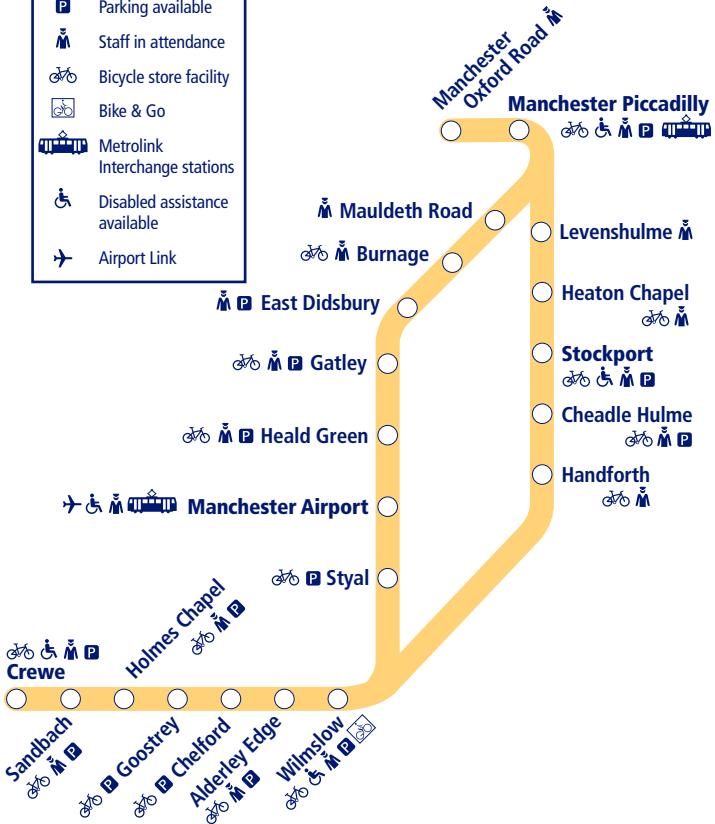 P Parking available
Staff in attendance
Bicycle store facility
Bike & Go
Metrolink
Interchange stations
Disabled assistance
available
Airport Link
Manchester
Oxford Road
Manchester Piccadilly
P
Mauldeth Road
Levenshulme
Burnage
Heaton Chapel
P East Didsbury
Stockport
P
P Gatley
Cheadle Hulme
P
P Heald Green
Handforth
Manchester Airport
P Styal
Holmes Chapel
P
P
Crewe
Sandbach
P
P Goostrey
P Chelford
Alderley Edge
P
Wilmslow
P